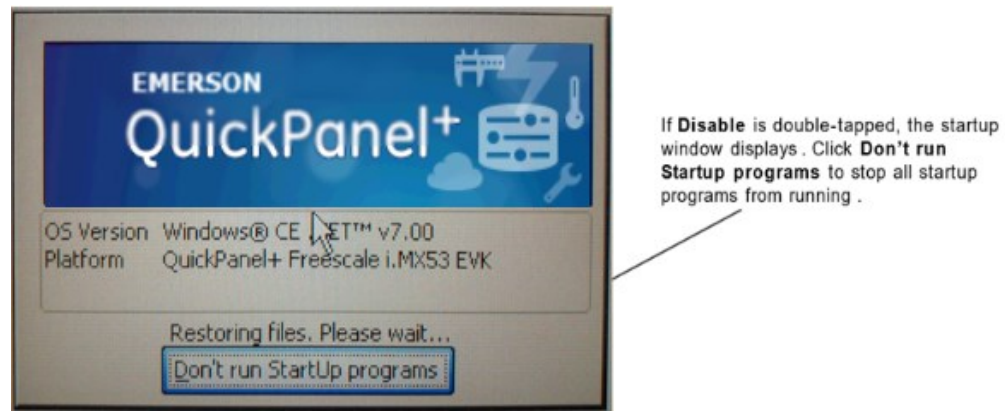 EMERSON
QuickPanel+
OS Version Windows® CE .NET™ v7.00
Platform QuickPanel+ Freescale i.MX53 EVK
Restoring files. Please wait...
Don't run StartUp programs
If Disable is double-tapped, the startup
window displays . Click Don't run
Startup programs to stop all startup
programs from running .